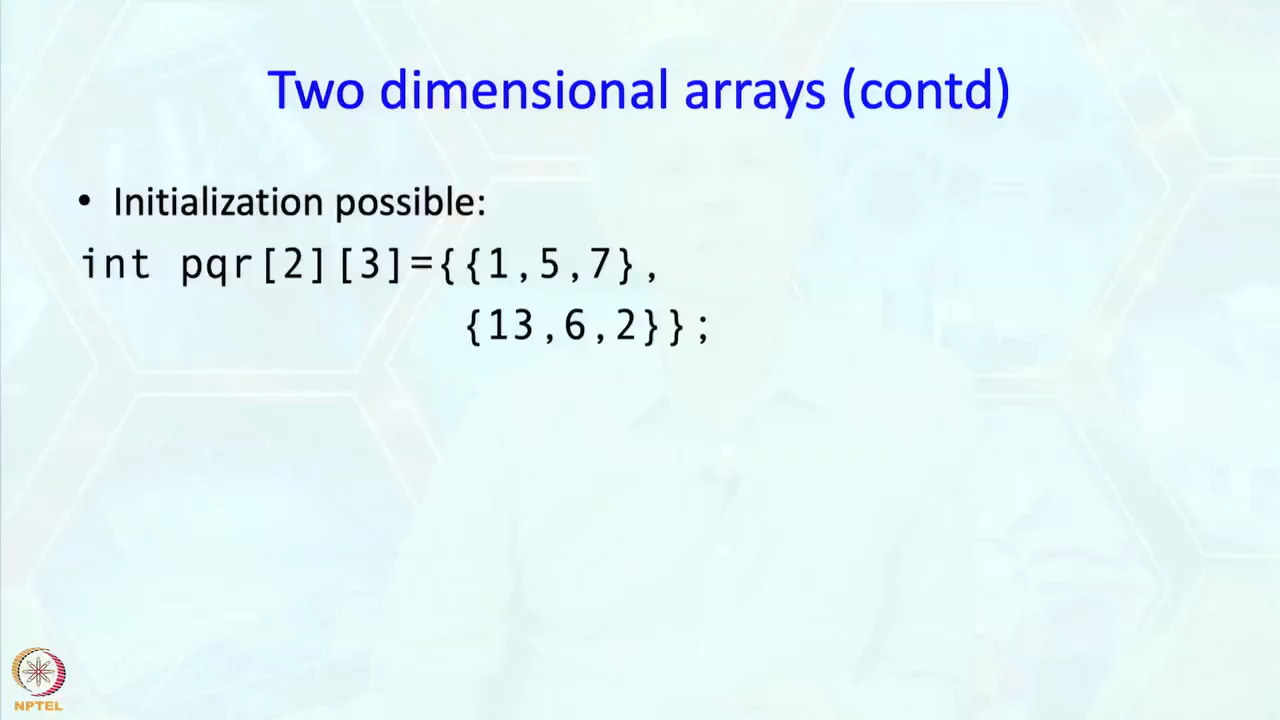 Two dimensional arrays (contd)
• Initialization possible:
int pqr[2][3]={{1,5,7},
{13,6,2}};
NPTEL